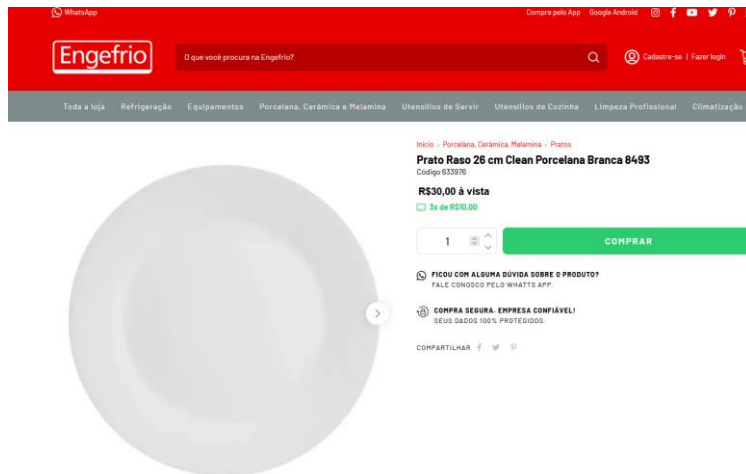 WhatsApp
Compre pelo App Google Android
Engefrio
O que você procura na Engefrio?
Cadastre-se | Fazer login
Toda a loja Refrigeração Equipamentos Porcelana, Cerâmica e Melamina Utensílios de Servir Utensílios de Cozinha Limpeza Profissional Climatização
Início › Porcelana, Cerâmica, Melamina › Pratos
Prato Raso 26 cm Clean Porcelana Branca 8493
Código 633976
R$30,00 à vista
3x de R$10,00
1
COMPRAR
FICOU COM ALGUMA DÚVIDA SOBRE O PRODUTO?
FALE CONOSCO PELO WHATTS APP.
COMPRA SEGURA. EMPRESA CONFIÁVEL!
SEUS DADOS 100% PROTEGIDOS.
COMPARTILHAR